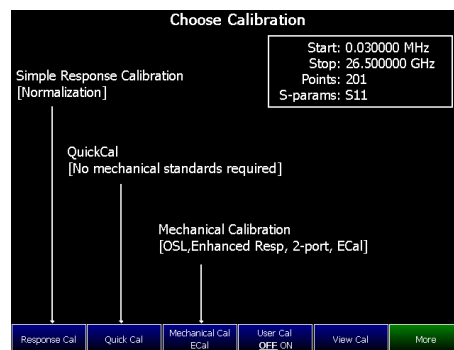 Choose Calibration
Start: 0.030000 MHz
Stop: 26.500000 GHz
Points: 201
S-params: S11
Simple Response Calibration
[Normalization]
QuickCal
[No mechanical standards required]
Mechanical Calibration
[OSL,Enhanced Resp, 2-port, ECal]
Response Cal
Quick Cal
Mechanical Cal
ECal
User Cal
OFF ON
View Cal
More